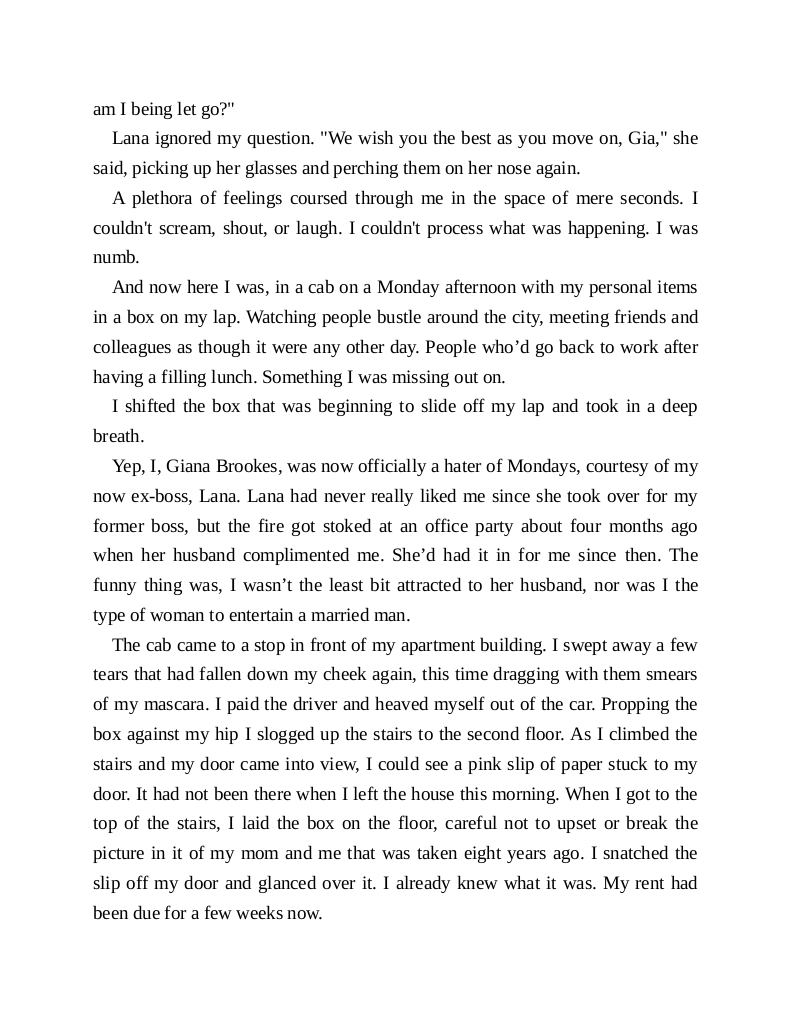 am I being let go?"
Lana ignored my question. "We wish you the best as you move on, Gia," she
said, picking up her glasses and perching them on her nose again.
A plethora of feelings coursed through me in the space of mere seconds. I
couldn't scream, shout, or laugh. I couldn't process what was happening. I was
numb.
And now here I was, in a cab on a Monday afternoon with my personal items
in a box on my lap. Watching people bustle around the city, meeting friends and
colleagues as though it were any other day. People who’d go back to work after
having a filling lunch. Something I was missing out on.
I shifted the box that was beginning to slide off my lap and took in a deep
breath.
Yep, I, Giana Brookes, was now officially a hater of Mondays, courtesy of my
now ex-boss, Lana. Lana had never really liked me since she took over for my
former boss, but the fire got stoked at an office party about four months ago
when her husband complimented me. She’d had it in for me since then. The
funny thing was, I wasn’t the least bit attracted to her husband, nor was I the
type of woman to entertain a married man.
The cab came to a stop in front of my apartment building. I swept away a few
tears that had fallen down my cheek again, this time dragging with them smears
of my mascara. I paid the driver and heaved myself out of the car. Propping the
box against my hip I slogged up the stairs to the second floor. As I climbed the
stairs and my door came into view, I could see a pink slip of paper stuck to my
door. It had not been there when I left the house this morning. When I got to the
top of the stairs, I laid the box on the floor, careful not to upset or break the
picture in it of my mom and me that was taken eight years ago. I snatched the
slip off my door and glanced over it. I already knew what it was. My rent had
been due for a few weeks now.